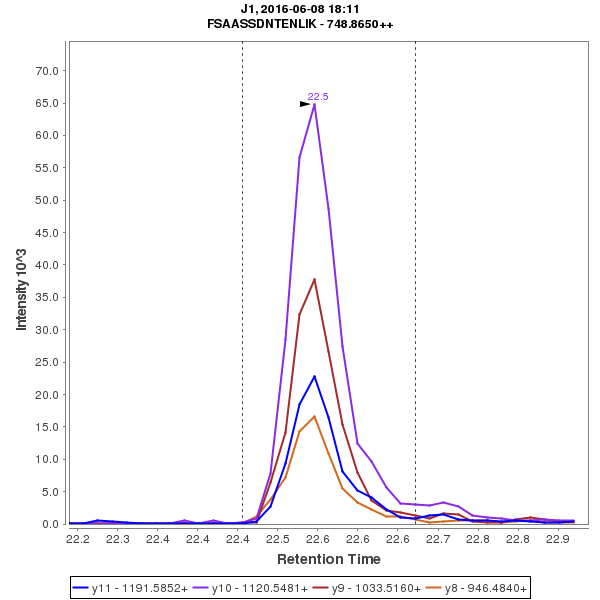 J1, 2016-06-08 18:11
FSAASSDNTENLIK - 748.8650++
22.5
70.0
65.0
60.0
55.0
50.0
45.0
40.0
35.0
30.0
25.0
20.0
15.0
10.0
5.0
0.0
Intensity 10^3
22.2 22.3 22.3 22.4 22.4 22.5 22.6 22.6 22.6 22.7 22.8 22.8 22.9
Retention Time
y11 - 1191.5852+ y10 - 1120.5481+ y9 - 1033.5160+ y8 - 946.4840+